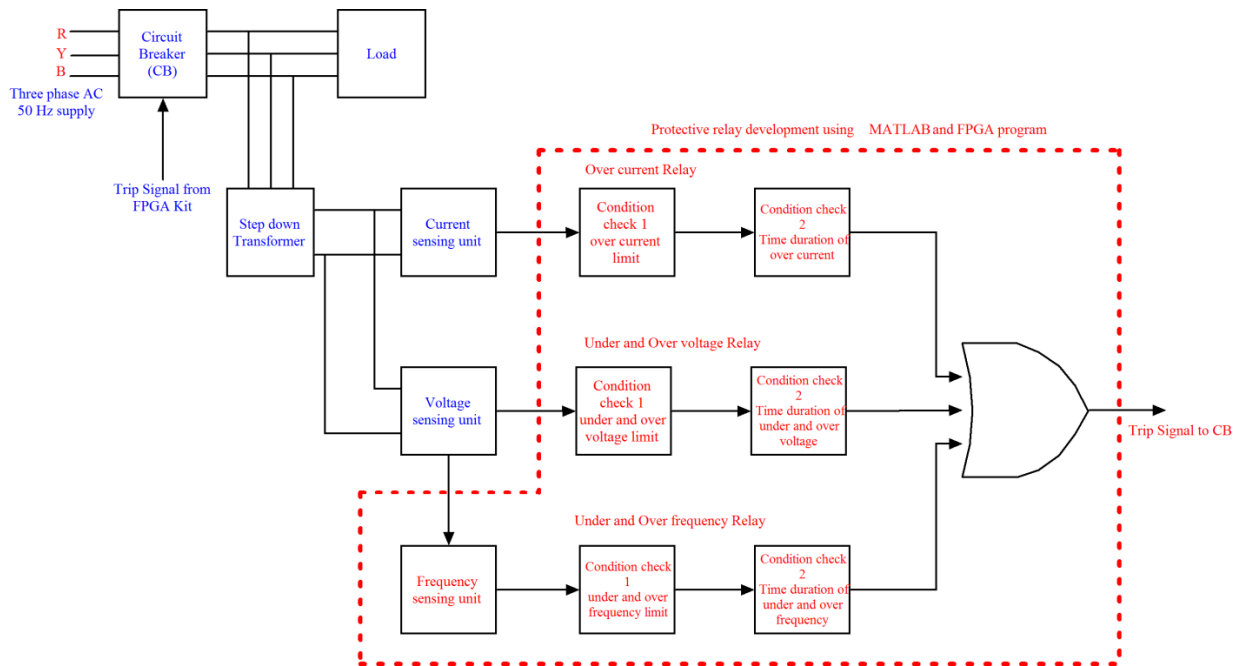 R
Y
B
Three phase AC
50 Hz supply
Circuit
Breaker
(CB)
Load
Trip Signal from
FPGA Kit
Protective relay development using MATLAB and FPGA program
Over current Relay
Step down
Transformer
Current
sensing unit
Condition
check 1
over current
limit
Condition check
2
Time duration of
over current
Under and Over voltage Relay
Voltage
sensing unit
Condition
check 1
under and over
voltage limit
Condition check
2
Time duration of
under and over
voltage
Trip Signal to CB
Under and Over frequency Relay
Frequency
sensing unit
Condition check
1
under and over
frequency limit
Condition check
2
Time duration of
under and over
frequency